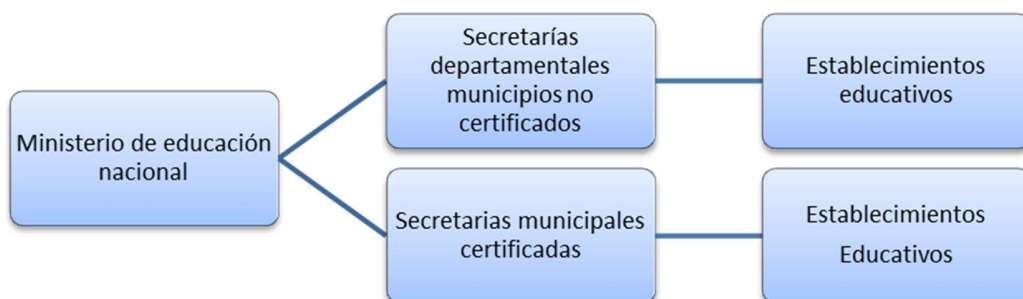 Ministerio de educación
nacional
Secretarías
departamentales
municipios no
certificados
Establecimientos
educativos
Secretarias municipales
certificadas
Establecimientos
Educativos